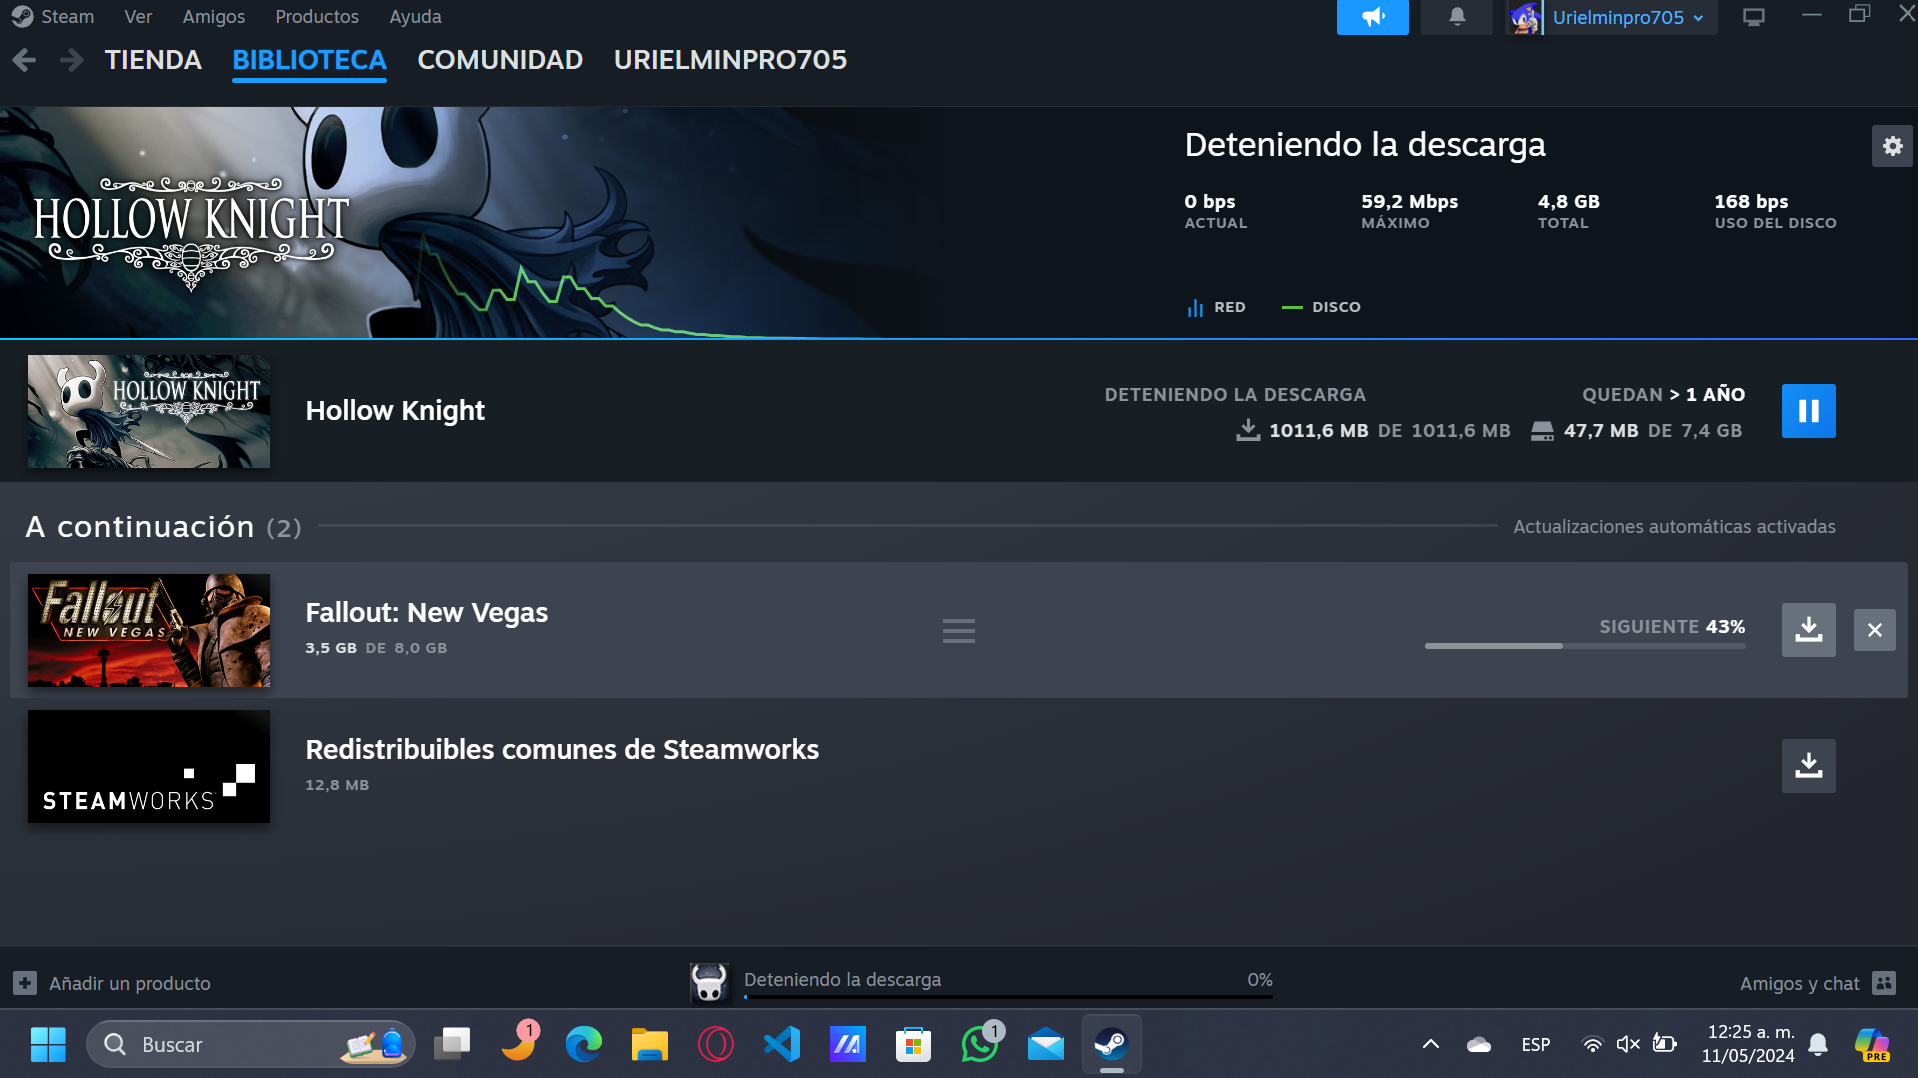 Steam Ver Amigos Productos Ayuda
Urielminpro705
TIENDA BIBLIOTECA COMUNIDAD URIELMINPRO705
HOLLOW KNIGHT
Deteniendo la descarga
0 bps 59,2 Mbps 4,8 GB 168 bps
ACTUAL MÁXIMO TOTAL USO DEL DISCO
RED DISCO
HOLLOW KNIGHT
Hollow Knight
DETENIENDO LA DESCARGA QUEDAN > 1 AÑO
1011,6 MB DE 1011,6 MB 47,7 MB DE 7,4 GB
A continuación (2) Actualizaciones automáticas activadas
Fallout
NEW VEGAS
Fallout: New Vegas
3,5 GB DE 8,0 GB
SIGUIENTE 43%
STEAMWORKS
Redistribuibles comunes de Steamworks
12,8 MB
Añadir un producto
Deteniendo la descarga 0%
Amigos y chat
Buscar
1
1
ESP
12:25 a. m.
11/05/2024
PRE